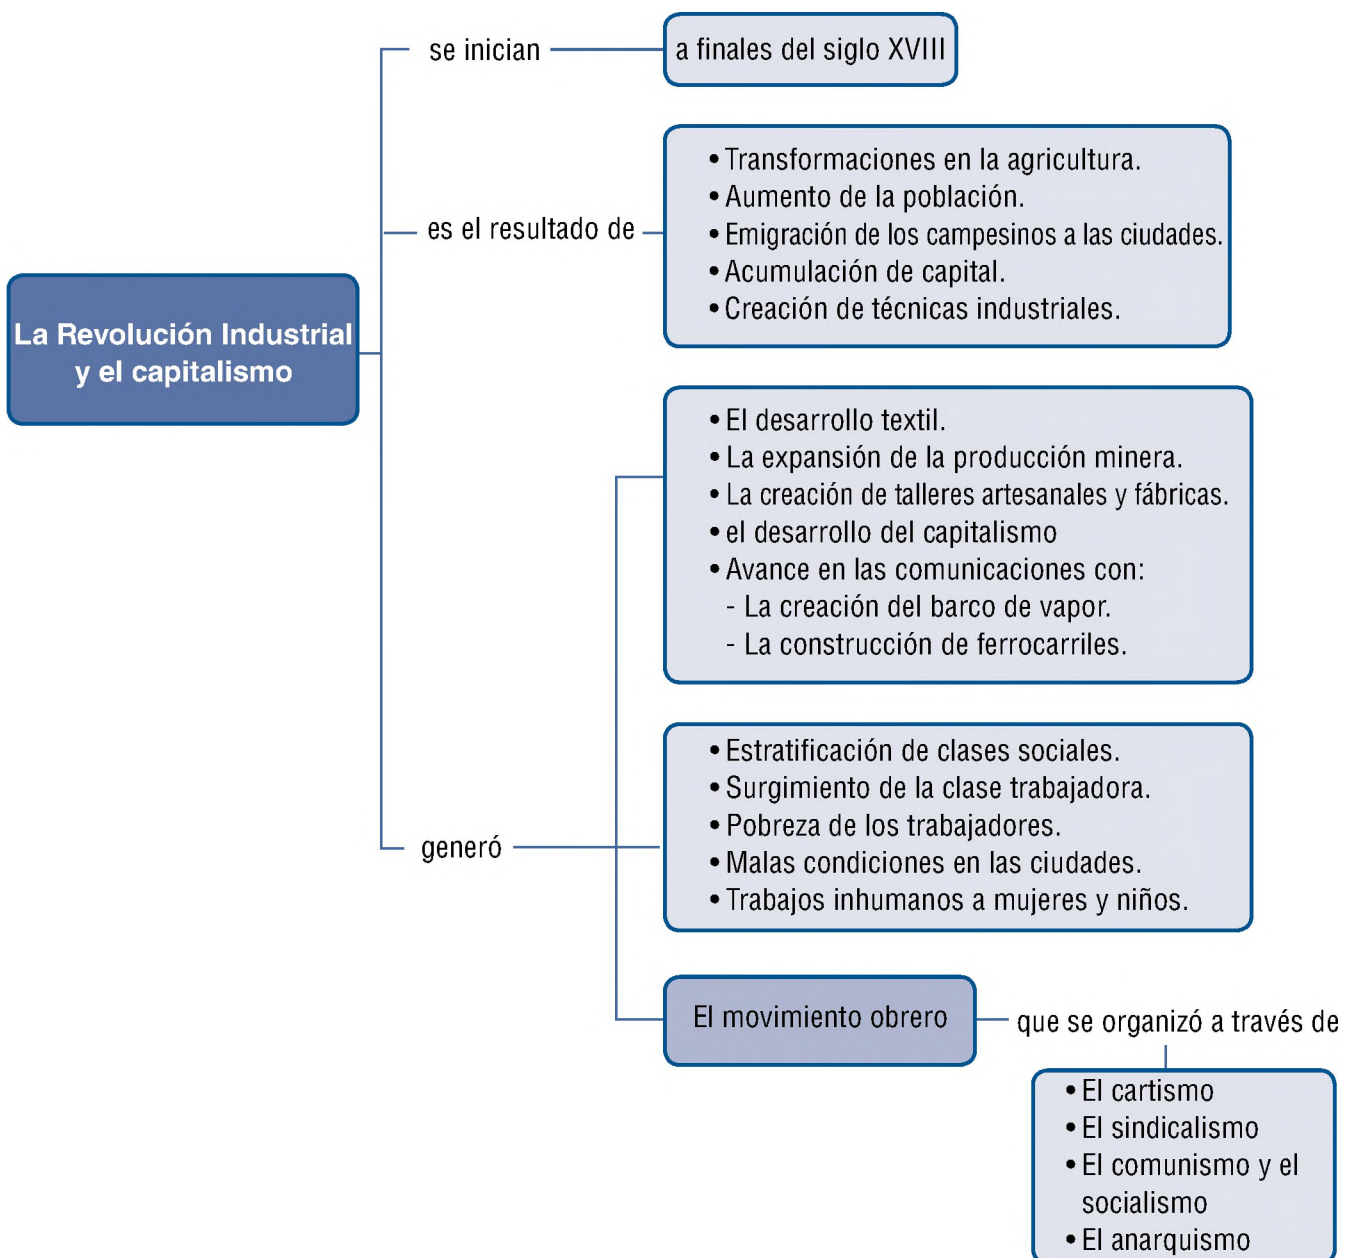 La Revolución Industrial
y el capitalismo
se inician
a finales del siglo XVIII
es el resultado de
• Transformaciones en la agricultura.
• Aumento de la población.
• Emigración de los campesinos a las ciudades.
• Acumulación de capital.
• Creación de técnicas industriales.
generó
• El desarrollo textil.
• La expansión de la producción minera.
• La creación de talleres artesanales y fábricas.
• el desarrollo del capitalismo
• Avance en las comunicaciones con:
- La creación del barco de vapor.
- La construcción de ferrocarriles.
• Estratificación de clases sociales.
• Surgimiento de la clase trabajadora.
• Pobreza de los trabajadores.
• Malas condiciones en las ciudades.
• Trabajos inhumanos a mujeres y niños.
El movimiento obrero
que se organizó a través de
• El cartismo
• El sindicalismo
• El comunismo y el
socialismo
• El anarquismo